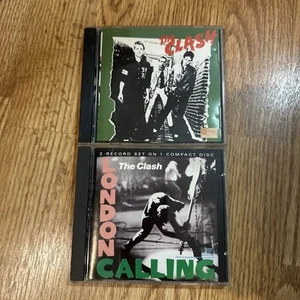 THE CLASH
2-RECORD SET ON 1 COMPACT DISC
The Clash
LONDON
CALLING